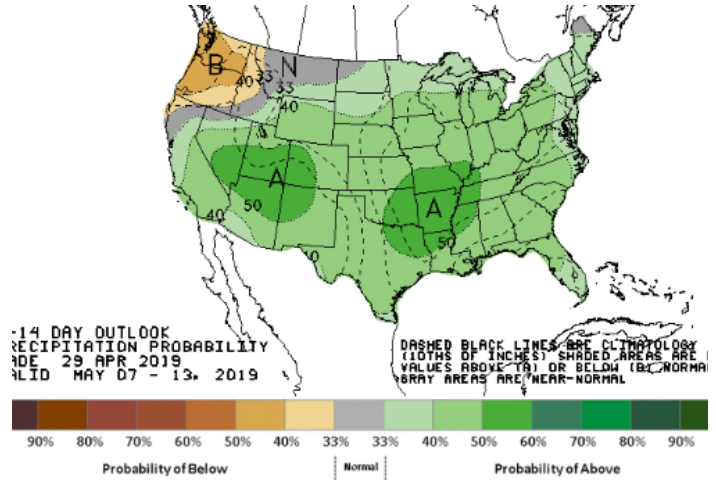 B
N
40
33
33
40
A
A
50
50
40
0
-14 DAY OUTLOOK
RECIPITATION PROBABILITY
ADE 29 APR 2019
ALID MAY 07 - 13, 2019
DASHED BLACK LINES ARE CLIMATOLOGY
(10THS OF INCHES) SHADED AREAS ARE
VALUES ABOVE (A) OR BELOW (B) NORMA
GRAY AREAS ARE NEAR-NORMAL
90% 80% 70% 60% 50% 40% 33% 33% 40% 50% 60% 70% 80% 90%
Probability of Below Normal Probability of Above